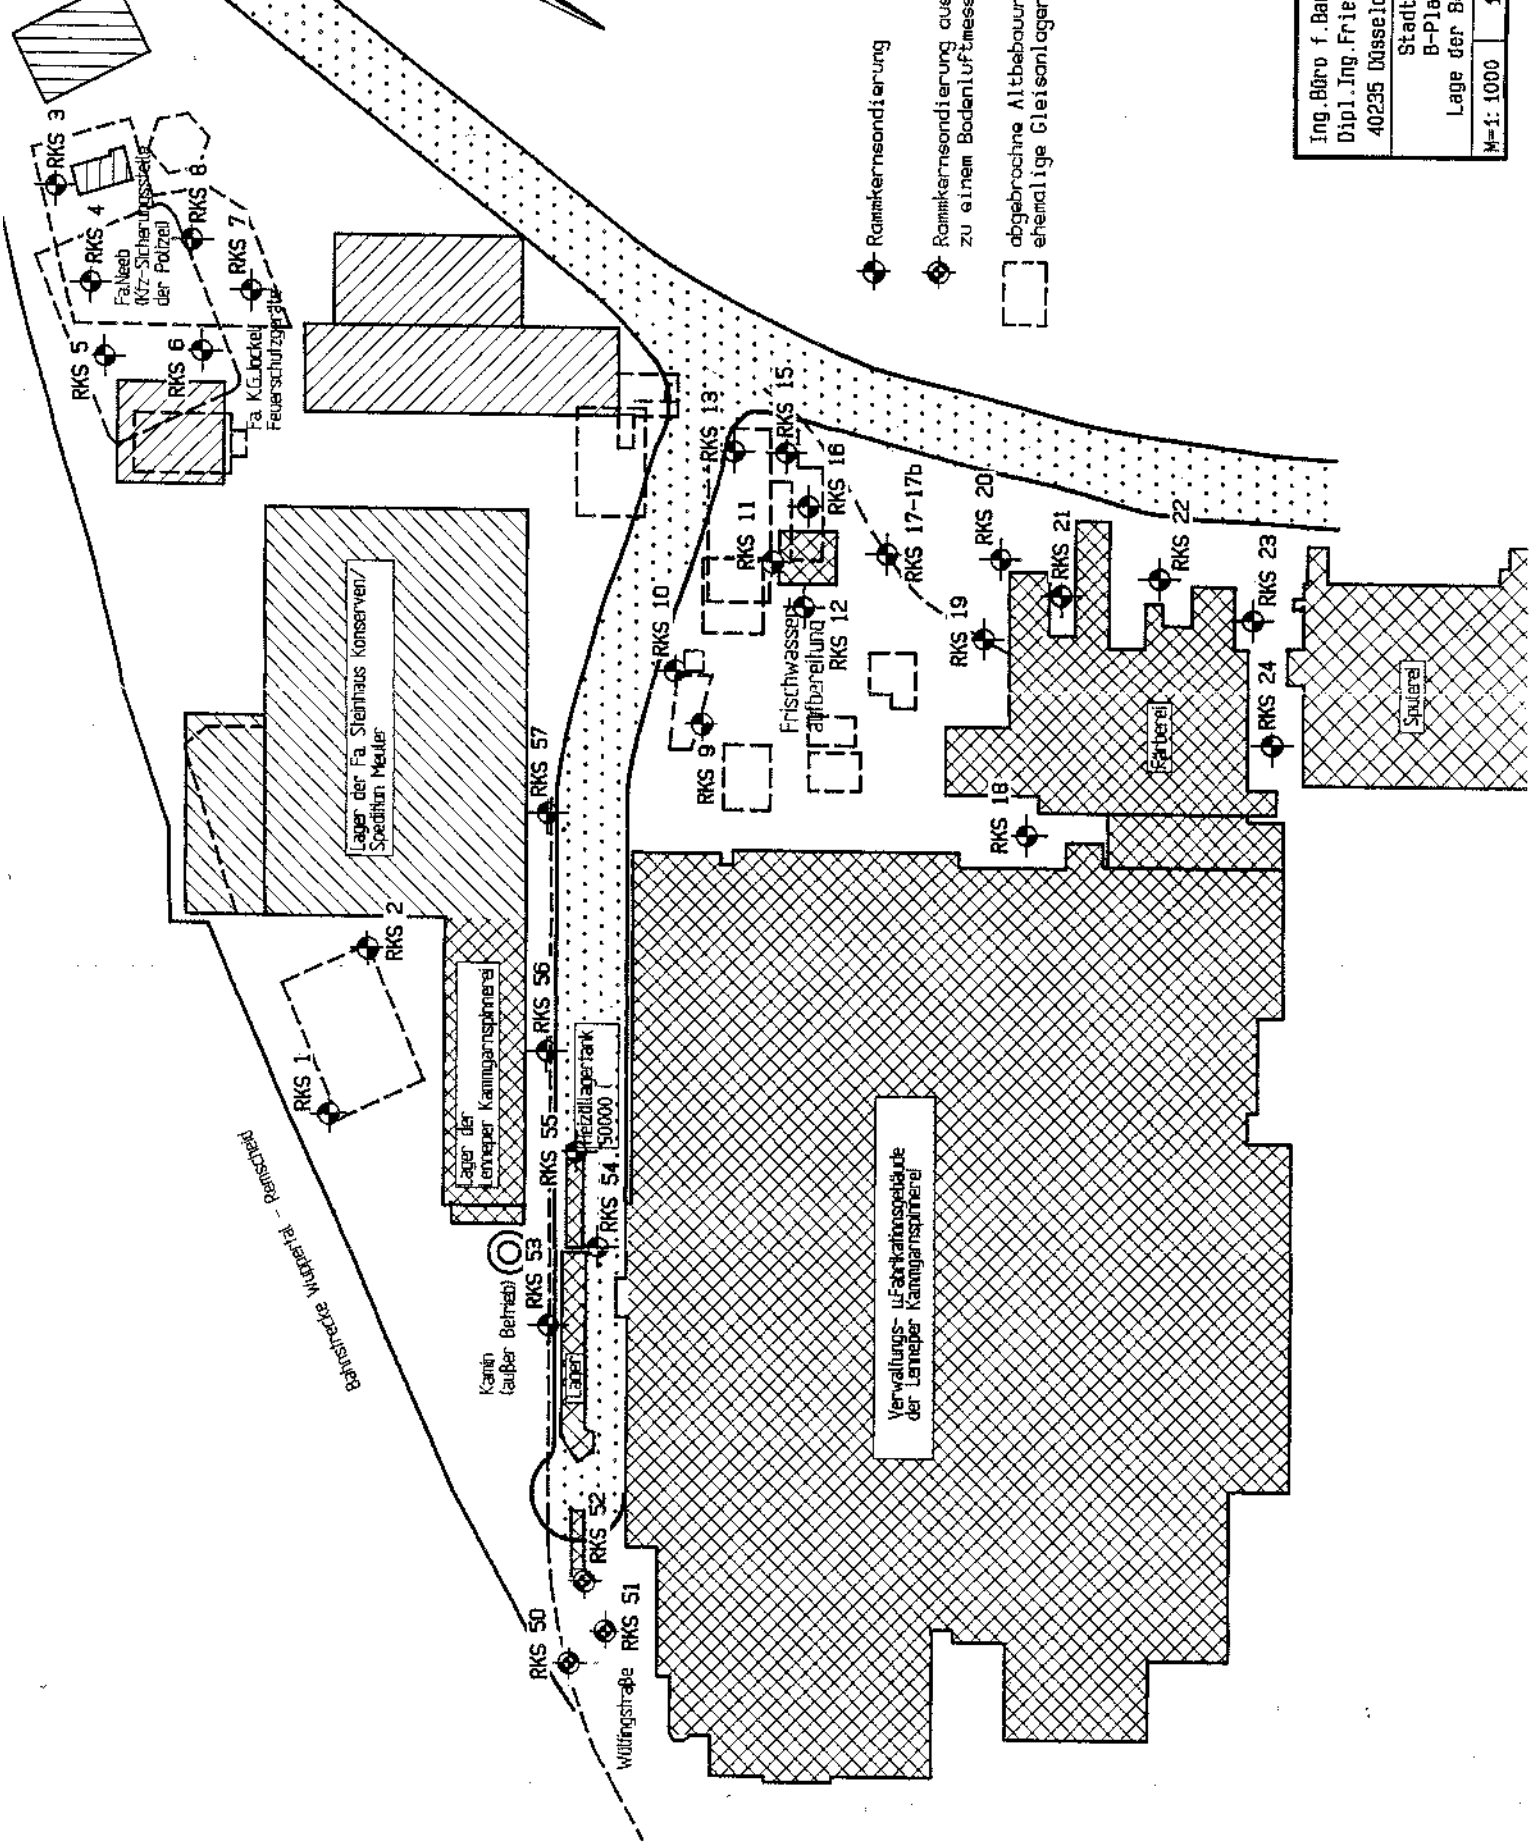 Bahnstrecke Wuppertal - Remscheid
RKS 1
RKS 2
Lager der Fa. Steinhaus Konserven/
Spedition Meuter
Lager der
Lenneper Kammgarnspinnerei
Kamin
(außer Betrieb)
RKS 3
RKS 4
Fa.Neeb
(Kfz-Sicherungsstelle
der Polizei)
RKS 5
RKS 6
RKS 7
RKS 8
Fa. K.G.Jockel
Feuerschutzgeräte
RKS 50
RKS 51
RKS 52
RKS 53
RKS 54
RKS 55
RKS 56
RKS 57
Wülfingstraße
Lager
Heizöllagertank
50000 l
RKS 9
RKS 10
RKS 11
RKS 12
RKS 13
RKS 15
RKS 16
RKS 17-17b
RKS 18
RKS 19
RKS 20
RKS 21
RKS 22
RKS 23
RKS 24
Frischwasser
aufbereitung
Färberei
Spulerei
Verwaltungs- u.Fabrikationsgebäude
der Lenneper Kammgarnspinnerei
Rammkernsondierung
Rammkernsondierung aus
zu einem Bodenluftmess
abgebrochne Altbebauun
ehemalige Gleisanlagen
Ing.Büro f.Bau
Dipl.Ing.Frie
40235 Düsseld
Stadt
B-Pla
Lage der B
M=1: 1000